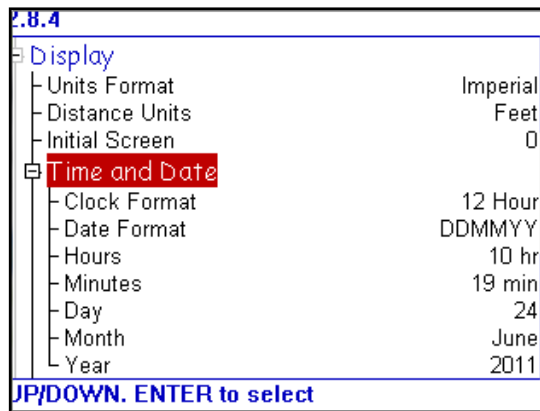 2.8.4
Display
Units Format Imperial
Distance Units Feet
Initial Screen 0
Time and Date
Clock Format 12 Hour
Date Format DDMMYY
Hours 10 hr
Minutes 19 min
Day 24
Month June
Year 2011
UP/DOWN. ENTER to select